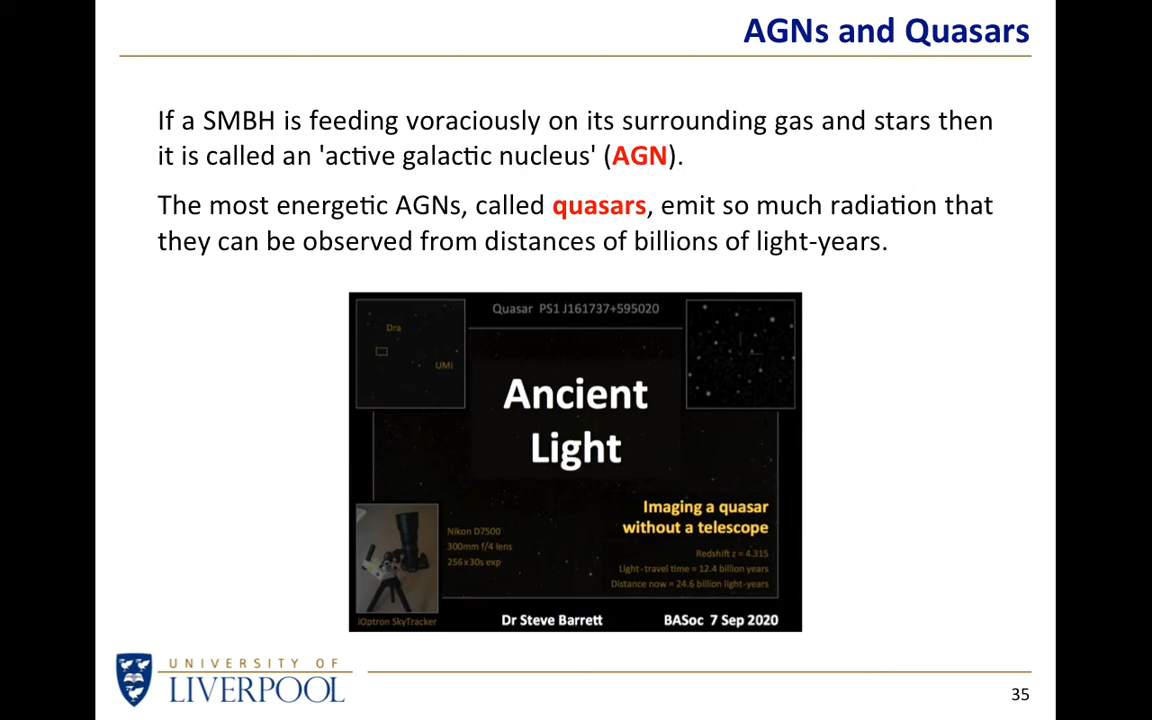 AGNs and Quasars
If a SMBH is feeding voraciously on its surrounding gas and stars then
it is called an 'active galactic nucleus' (AGN).
The most energetic AGNs, called quasars, emit so much radiation that
they can be observed from distances of billions of light-years.
Quasar PS1 J161737+595020
Dra
UMi
Ancient
Light
Imaging a quasar
without a telescope
Nikon D7500
300mm f/4 lens
256x30s exp
Redshift z = 4.315
Light-travel time = 12.4 billion years
Distance now = 24.6 billion light-years
iOptron SkyTracker
Dr Steve Barrett
BASoc 7 Sep 2020
UNIVERSITY OF
LIVERPOOL
35